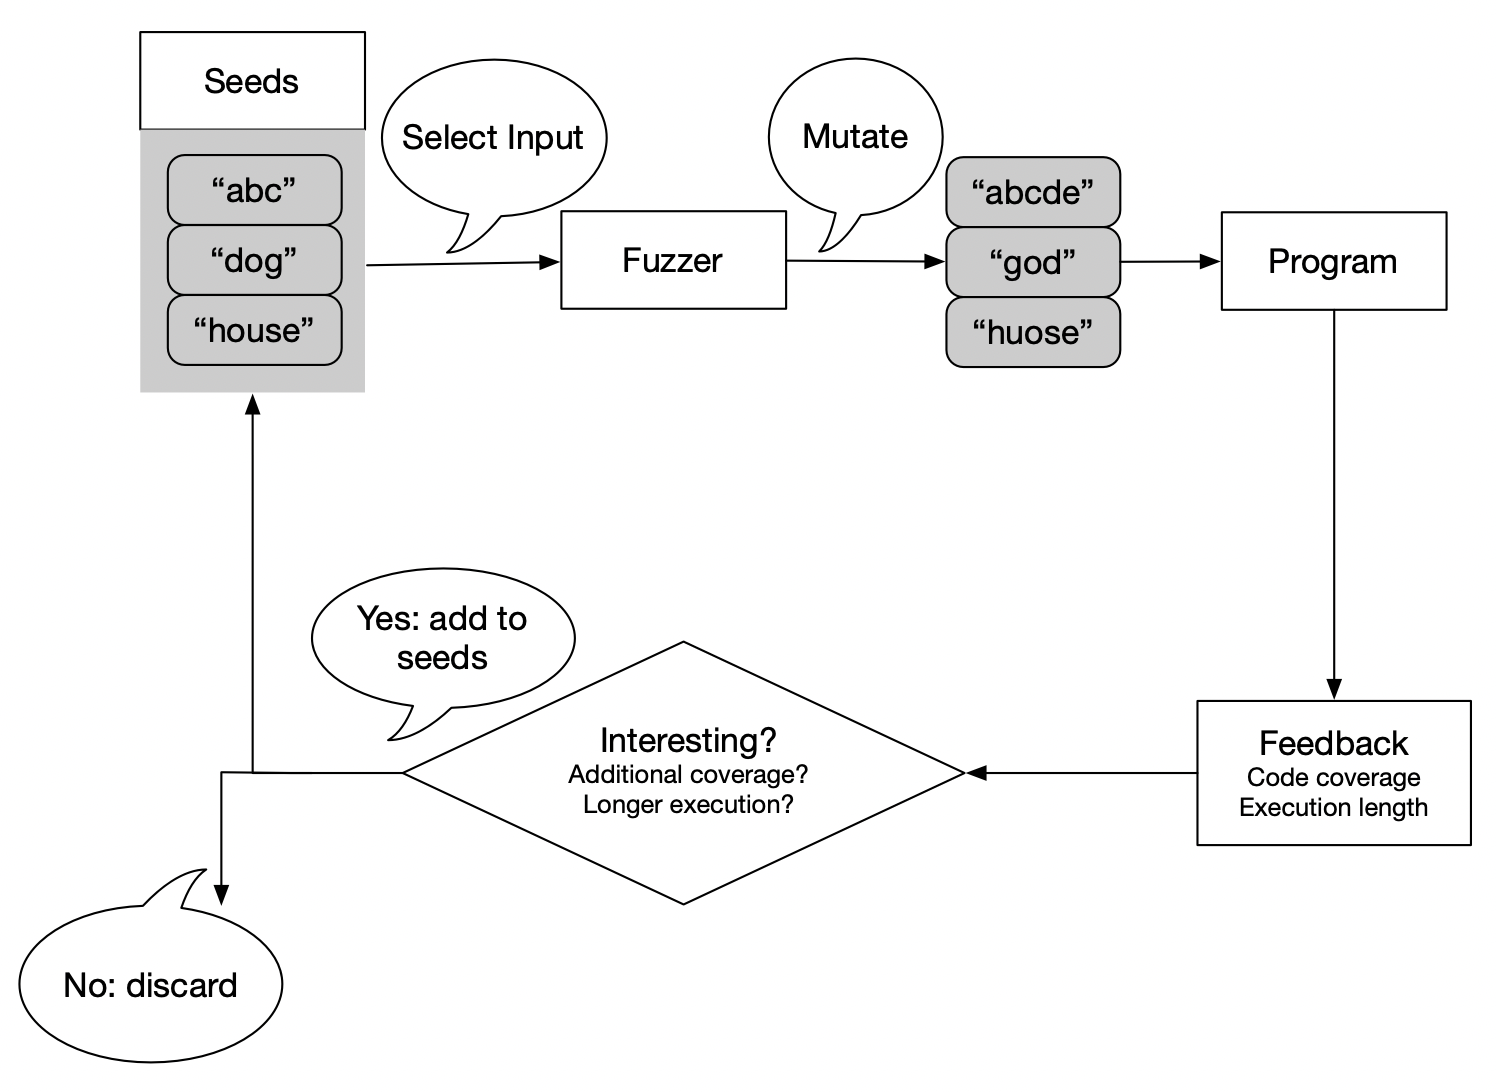 Seeds
“abc”
“dog”
“house”
Select Input
Fuzzer
Mutate
“abcde”
“god”
“huose”
Program
Feedback
Code coverage
Execution length
Interesting?
Additional coverage?
Longer execution?
Yes: add to
seeds
No: discard